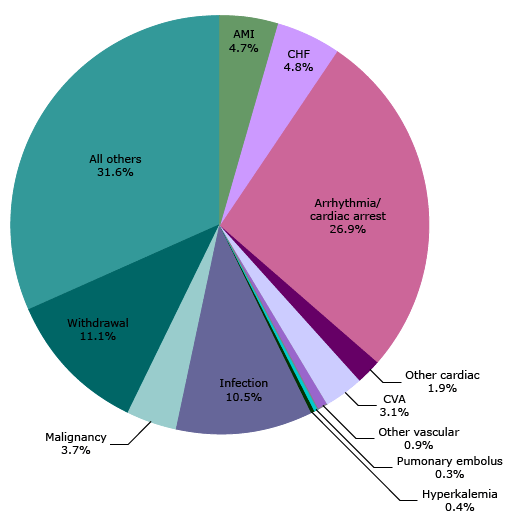 AMI
4.7%
CHF
4.8%
Arrhythmia/
cardiac arrest
26.9%
Other cardiac
1.9%
CVA
3.1%
Other vascular
0.9%
Pumonary embolus
0.3%
Hyperkalemia
0.4%
Infection
10.5%
Malignancy
3.7%
Withdrawal
11.1%
All others
31.6%